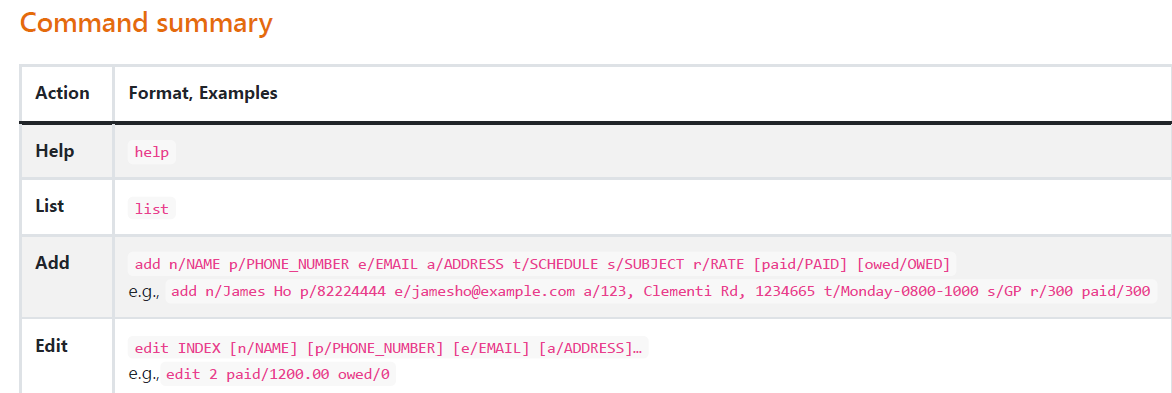 Command summary
Action Format, Examples
Help help
List list
Add add n/NAME p/PHONE_NUMBER e/EMAIL a/ADDRESS t/SCHEDULE s/SUBJECT r/RATE [paid/PAID] [owed/OWED]
e.g., add n/James Ho p/82224444 e/jamesho@example.com a/123, Clementi Rd, 1234665 t/Monday-0800-1000 s/GP r/300 paid/300
Edit edit INDEX [n/NAME] [p/PHONE_NUMBER] [e/EMAIL] [a/ADDRESS]…
e.g., edit 2 paid/1200.00 owed/0